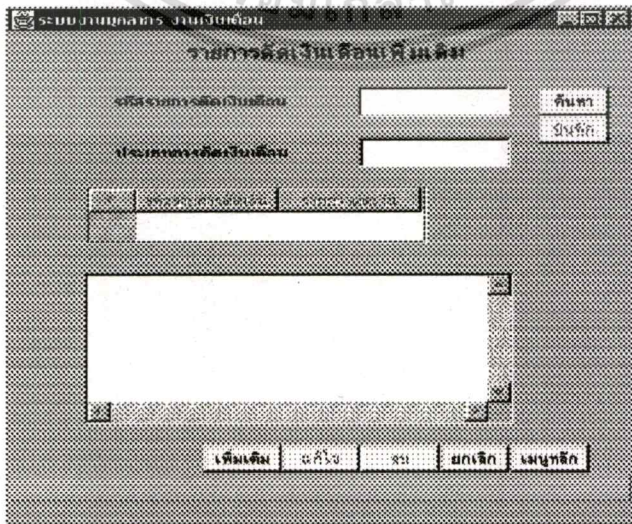 ระบบงานบุคลากร งานเงินเดือน
รายการตัดเงินเดือนเพิ่มเติม
รหัสรายการตัดเงินเดือน
ค้นหา
บันทึก
ประเภทการตัดเงินเดือน
เพิ่มเติม แก้ไข ลบ ยกเลิก เมนูหลัก